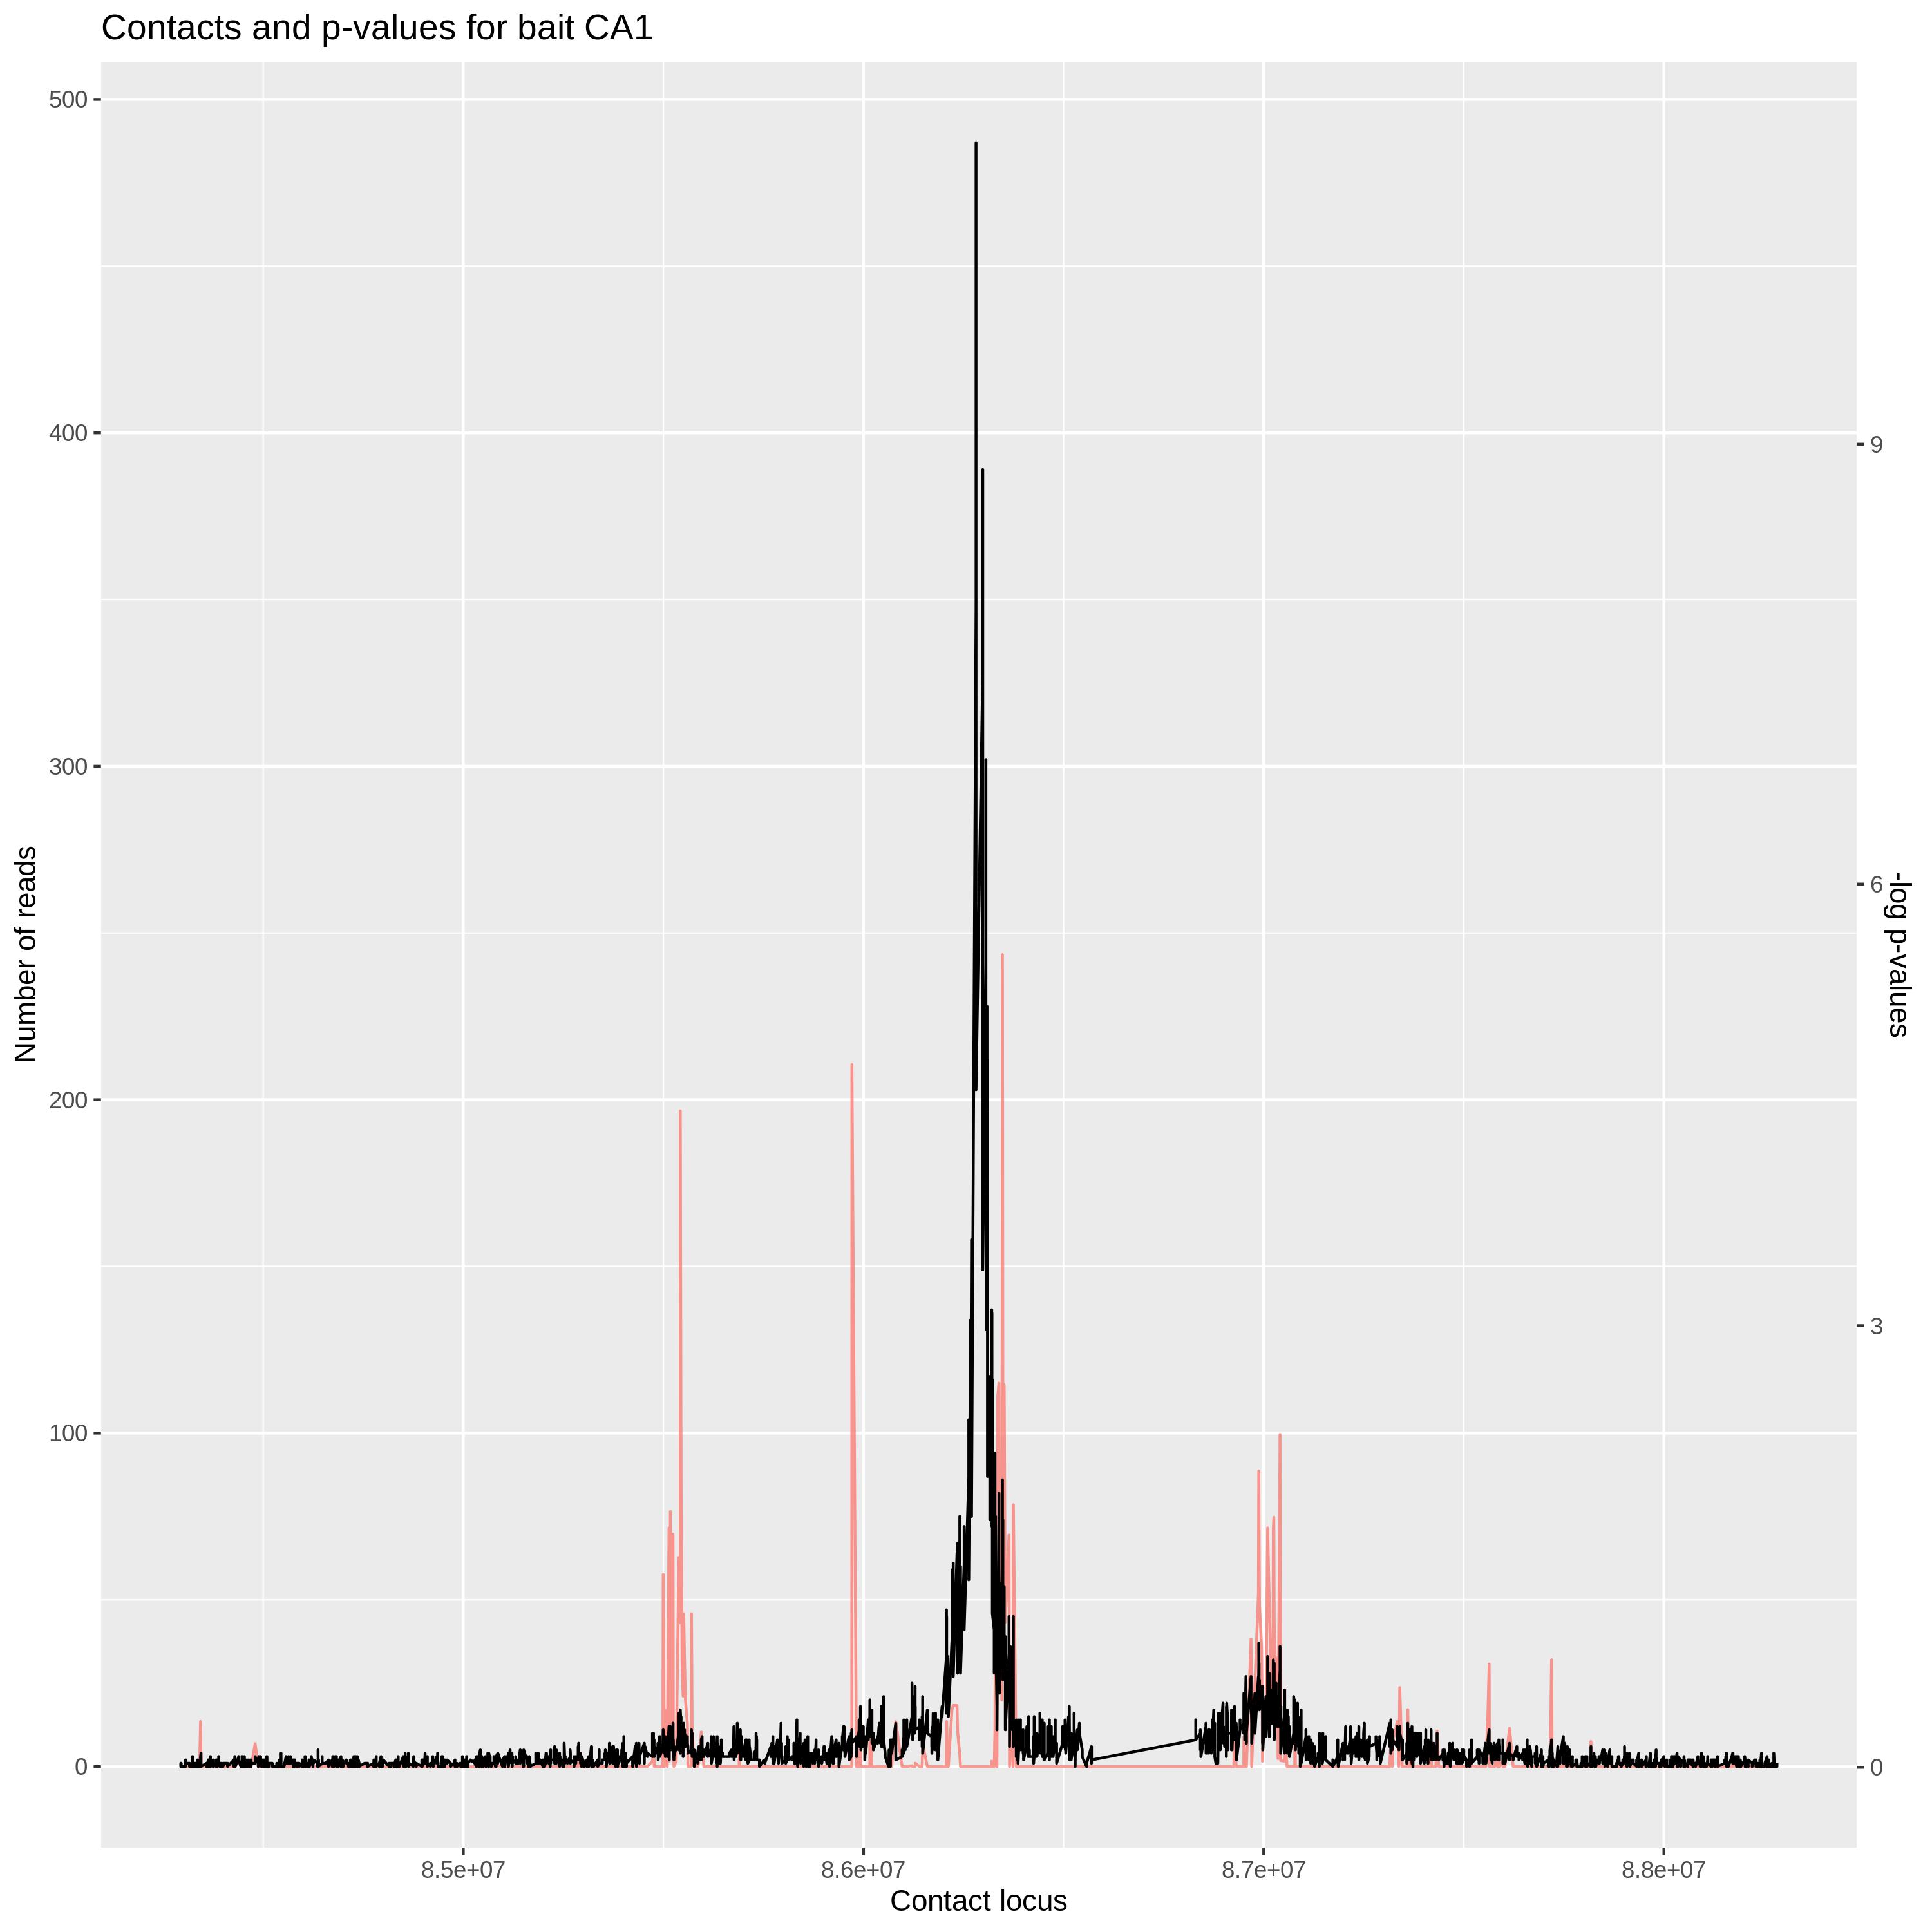 Contacts and p-values for bait CA1
500
400
300
200
100
0
Number of reads
9
6
3
0
-log p-values
8.5e+07
8.6e+07
8.7e+07
8.8e+07
Contact locus